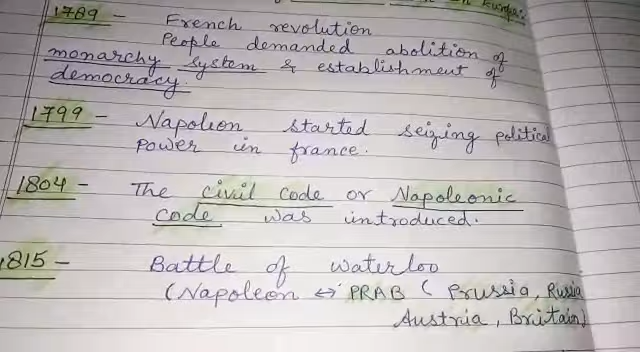 in Europe:
1789 - French revolution
People demanded abolition of
monarchy system & establishment of
democracy.
1799 - Napoleon started seizing political
power in france.
1804 - The civil code or Napoleonic
code was introduced.
1815 - Battle of waterloo
(Napoleon ↔ PRAB ( Prussia, Russia
Austria, Britain)